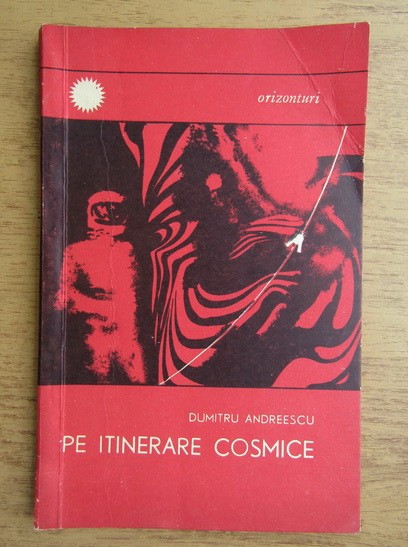 orizonturi
DUMITRU ANDREESCU
PE ITINERARE COSMICE